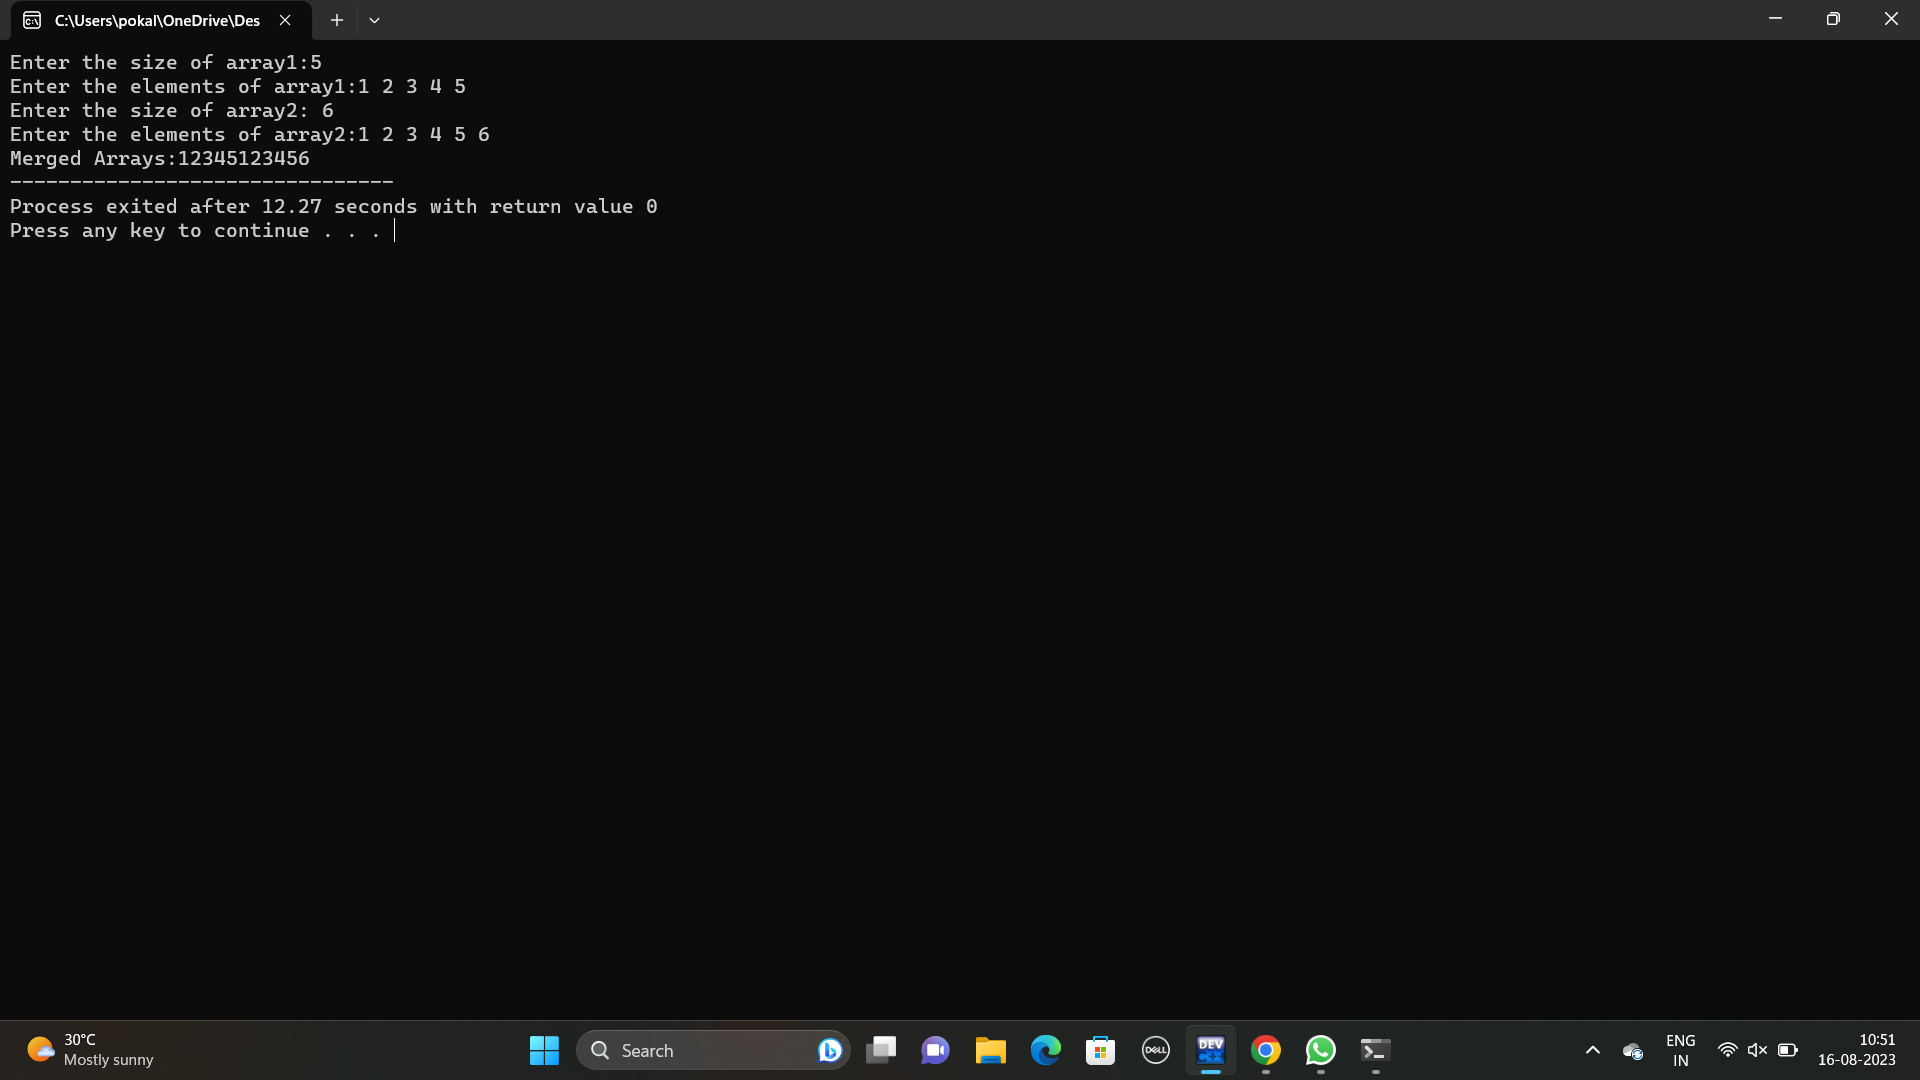 C:\Users\pokal\OneDrive\Des
Enter the size of array1:5
Enter the elements of array1:1 2 3 4 5
Enter the size of array2: 6
Enter the elements of array2:1 2 3 4 5 6
Merged Arrays:12345123456
--------------------------------
Process exited after 12.27 seconds with return value 0
Press any key to continue . . .
30°C
Mostly sunny
Search
DELL
DEV
C++
ENG
IN
10:51
16-08-2023